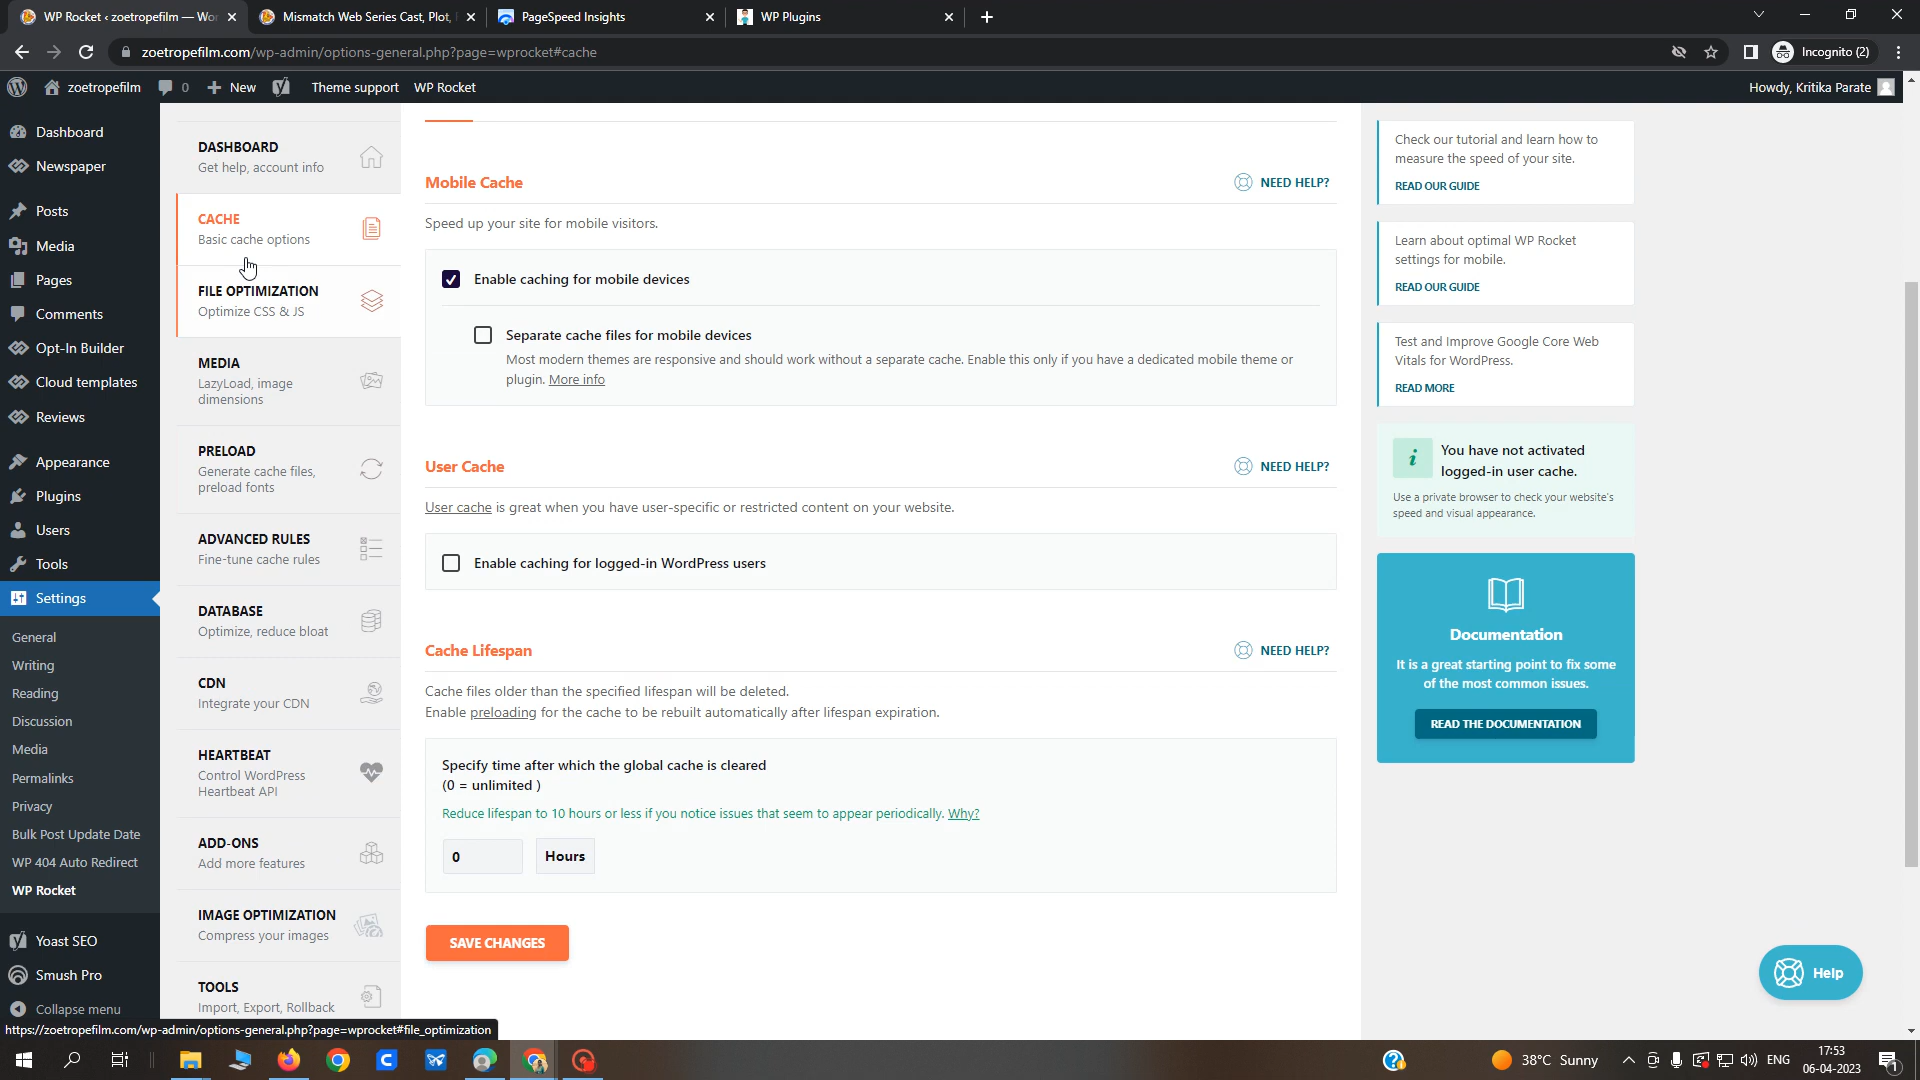 WP Rocket ‹ zoetropefilm — Wor
Mismatch Web Series Cast, Plot,
PageSpeed Insights
WP Plugins
zoetropefilm.com/wp-admin/options-general.php?page=wprocket#cache
Incognito (2)
zoetropefilm
0
New
Theme support
WP Rocket
Howdy, Kritika Parate
Dashboard
Newspaper
Posts
Media
Pages
Comments
Opt-In Builder
Cloud templates
Reviews
Appearance
Plugins
Users
Tools
Settings
General
Writing
Reading
Discussion
Media
Permalinks
Privacy
Bulk Post Update Date
WP 404 Auto Redirect
WP Rocket
Yoast SEO
Smush Pro
Collapse menu
DASHBOARD
Get help, account info
CACHE
Basic cache options
FILE OPTIMIZATION
Optimize CSS & JS
MEDIA
LazyLoad, image
dimensions
PRELOAD
Generate cache files,
preload fonts
ADVANCED RULES
Fine-tune cache rules
DATABASE
Optimize, reduce bloat
CDN
Integrate your CDN
HEARTBEAT
Control WordPress
Heartbeat API
ADD-ONS
Add more features
IMAGE OPTIMIZATION
Compress your images
TOOLS
Import, Export, Rollback
Mobile Cache
NEED HELP?
Speed up your site for mobile visitors.
Enable caching for mobile devices
Separate cache files for mobile devices
Most modern themes are responsive and should work without a separate cache. Enable this only if you have a dedicated mobile theme or
plugin. More info
User Cache
NEED HELP?
User cache is great when you have user-specific or restricted content on your website.
Enable caching for logged-in WordPress users
Cache Lifespan
NEED HELP?
Cache files older than the specified lifespan will be deleted.
Enable preloading for the cache to be rebuilt automatically after lifespan expiration.
Specify time after which the global cache is cleared
(0 = unlimited )
Reduce lifespan to 10 hours or less if you notice issues that seem to appear periodically. Why?
0
Hours
SAVE CHANGES
Check our tutorial and learn how to
measure the speed of your site.
READ OUR GUIDE
Learn about optimal WP Rocket
settings for mobile.
READ OUR GUIDE
Test and Improve Google Core Web
Vitals for WordPress.
READ MORE
i
You have not activated
logged-in user cache.
Use a private browser to check your website's
speed and visual appearance.
Documentation
It is a great starting point to fix some
of the most common issues.
READ THE DOCUMENTATION
Help
https://zoetropefilm.com/wp-admin/options-general.php?page=wprocket#file_optimization
38°C Sunny
ENG
17:53
06-04-2023
1